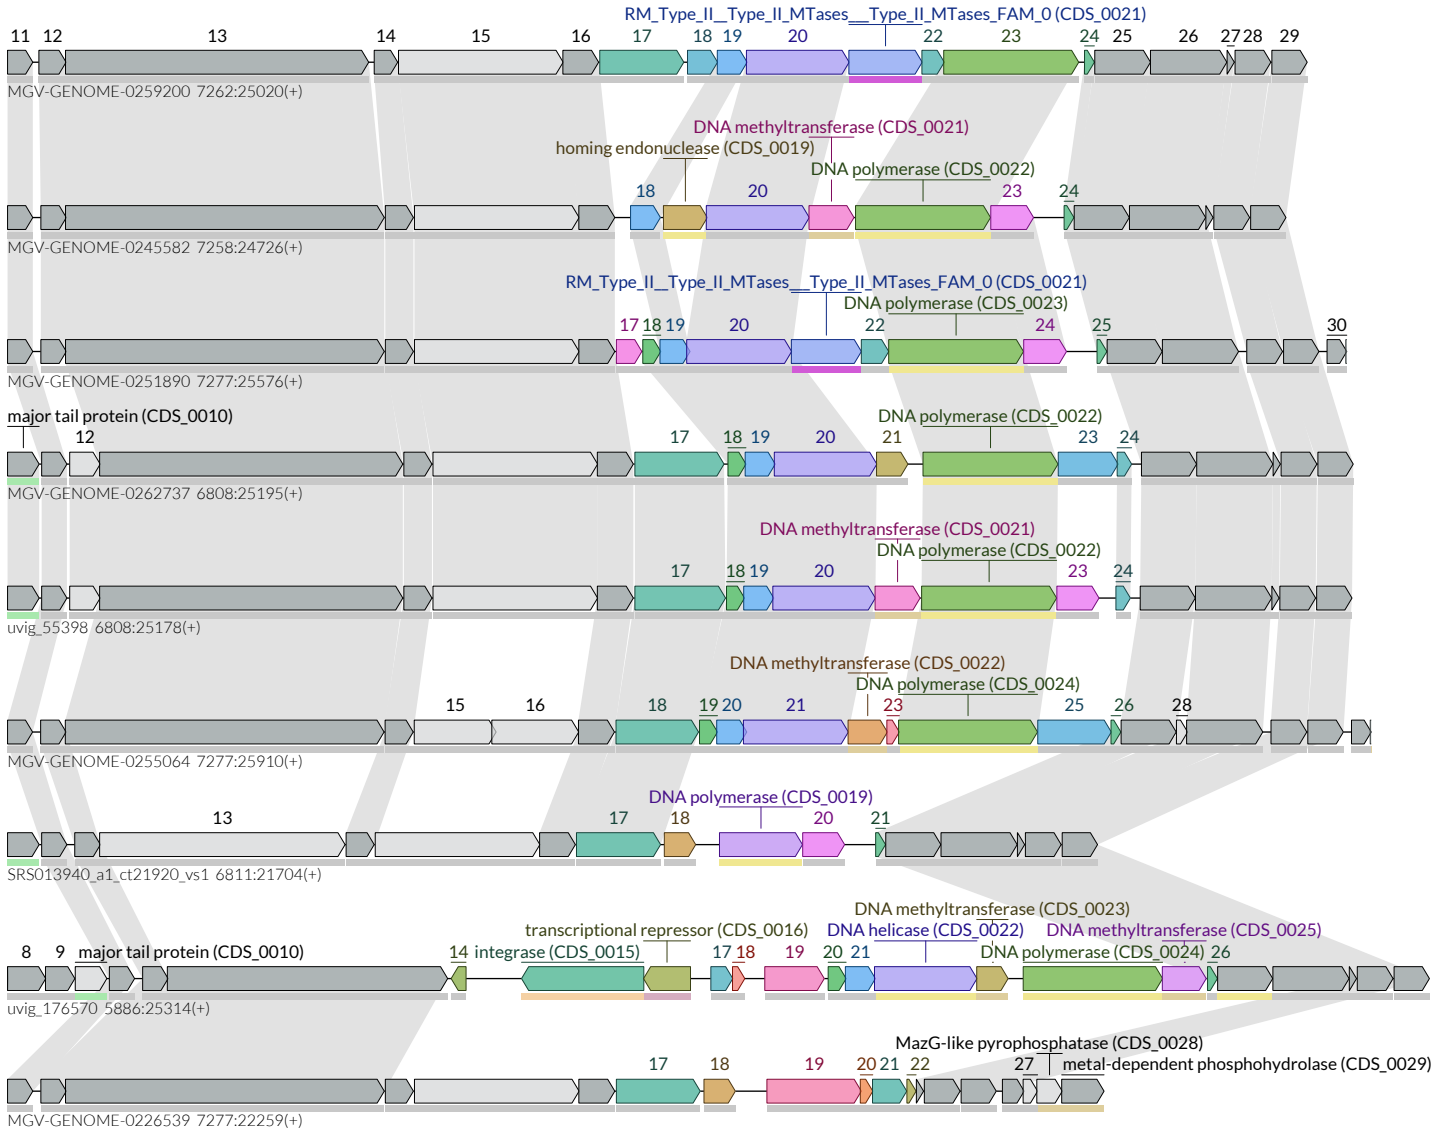 RM_Type_II__Type_II_MTases___Type_II_MTases_FAM_0 (CDS_0021)
11 12 13 14 15 16 17 18 19 20 22 23 24 25 26 27 28 29
MGV-GENOME-0259200 7262:25020(+)
DNA methyltransferase (CDS_0021)
homing endonuclease (CDS_0019)
DNA polymerase (CDS_0022)
18 20 23 24
MGV-GENOME-0245582 7258:24726(+)
RM_Type_II__Type_II_MTases___Type_II_MTases_FAM_0 (CDS_0021)
DNA polymerase (CDS_0023)
17 18 19 20 22 24 25 30
MGV-GENOME-0251890 7277:25576(+)
major tail protein (CDS_0010) DNA polymerase (CDS_0022)
12 17 18 19 20 21 23 24
MGV-GENOME-0262737 6808:25195(+)
DNA methyltransferase (CDS_0021)
DNA polymerase (CDS_0022)
17 18 19 20 23 24
uvig_55398 6808:25178(+)
DNA methyltransferase (CDS_0022)
DNA polymerase (CDS_0024)
15 16 18 19 20 21 23 25 26 28
MGV-GENOME-0255064 7277:25910(+)
DNA polymerase (CDS_0019)
13 17 18 20 21
SRS013940_a1_ct21920_vs1 6811:21704(+)
DNA methyltransferase (CDS_0023)
transcriptional repressor (CDS_0016) DNA helicase (CDS_0022) DNA methyltransferase (CDS_0025)
8 9 major tail protein (CDS_0010) 14 integrase (CDS_0015) 17 18 19 20 21 DNA polymerase (CDS_0024) 26
uvig_176570 5886:25314(+)
MazG-like pyrophosphatase (CDS_0028)
17 18 19 20 21 22 27 metal-dependent phosphohydrolase (CDS_0029)
MGV-GENOME-0226539 7277:22259(+)